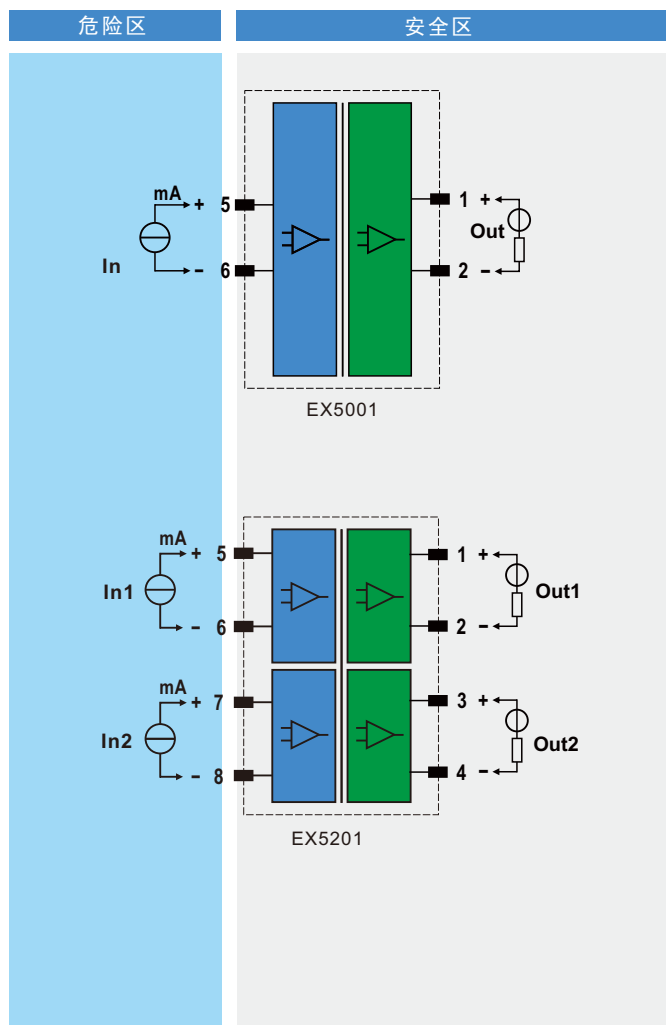 危险区
安全区
mA + 5
1 +
Out
In
- 6
2 -
EX5001
mA + 5
1 +
In1
Out1
- 6
2 -
mA + 7
3 +
In2
Out2
- 8
4 -
EX5201